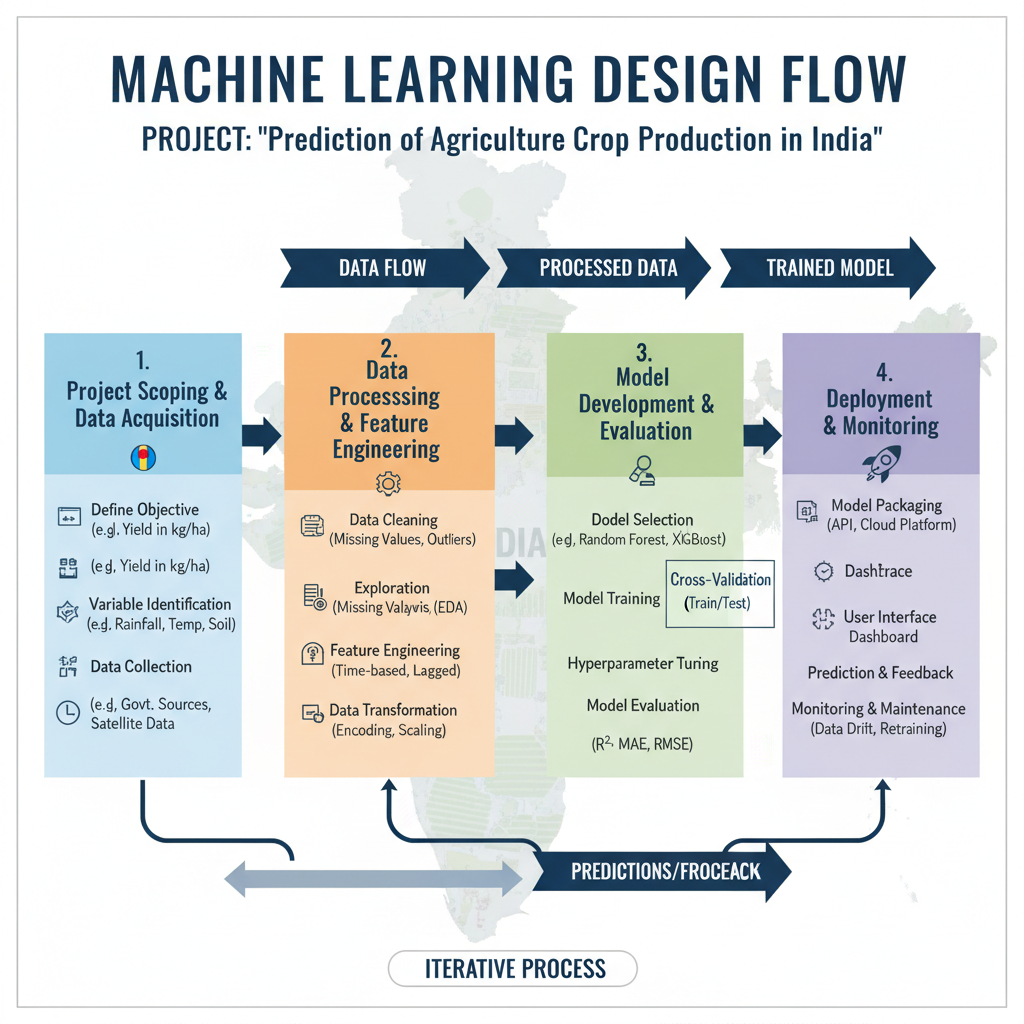 MACHINE LEARNING DESIGN FLOW
PROJECT: "Prediction of Agriculture Crop Production in India"
DATA FLOW
PROCESSED DATA
TRAINED MODEL
1.
Project Scoping &
Data Acquisition
Define Objective
(e.g. Yield in kg/ha)
(e.g, Yield in kg/ha)
Variable Identification
(e.g. Rainfall, Temp, Soil)
Data Collection
(e.g, Govt. Sources,
Satellite Data
2.
Data
Processsing
& Feature
Engineering
Data Cleaning
(Missing Values, Outliers)
Exploration
(Missing Valayvis, (EDA)
Feature Engineering
(Time-based, Lagged)
Data Transformation
(Encoding, Scaling)
DIA
3.
Model
Development &
Evaluation
Dodel Selection
(eg, Random Forest, XIGBıost)
Model Training
Cross-Validation
(Train/Test)
Hyperparameter Turing
Model Evaluation
(R², MAE, RMSE)
4.
Deployment
& Monitoring
Model Packaging
(API, Cloud Platform)
Dashtrace
User Interface
Dashboard
Prediction & Feedback
Monitoring & Maintenance
(Data Drift, Retraining)
PREDICTIONS/FROCEACK
ITERATIVE PROCESS